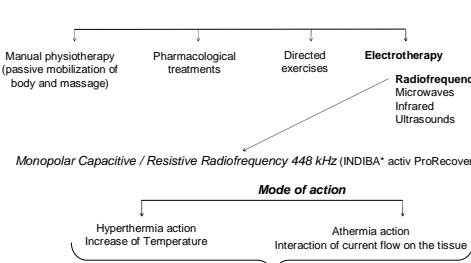 Manual physiotherapy Pharmacological Directed Electrotherapy
(passive mobilization of treatments exercises
body and massage)
Radiofrequenc
Microwaves
Infrared
Ultrasounds
Monopolar Capacitive / Resistive Radiofrequency 448 kHz (INDIBA* activ ProRecover
Mode of action
Hyperthermia action Athermia action
Increase of Temperature Interaction of current flow on the tissue